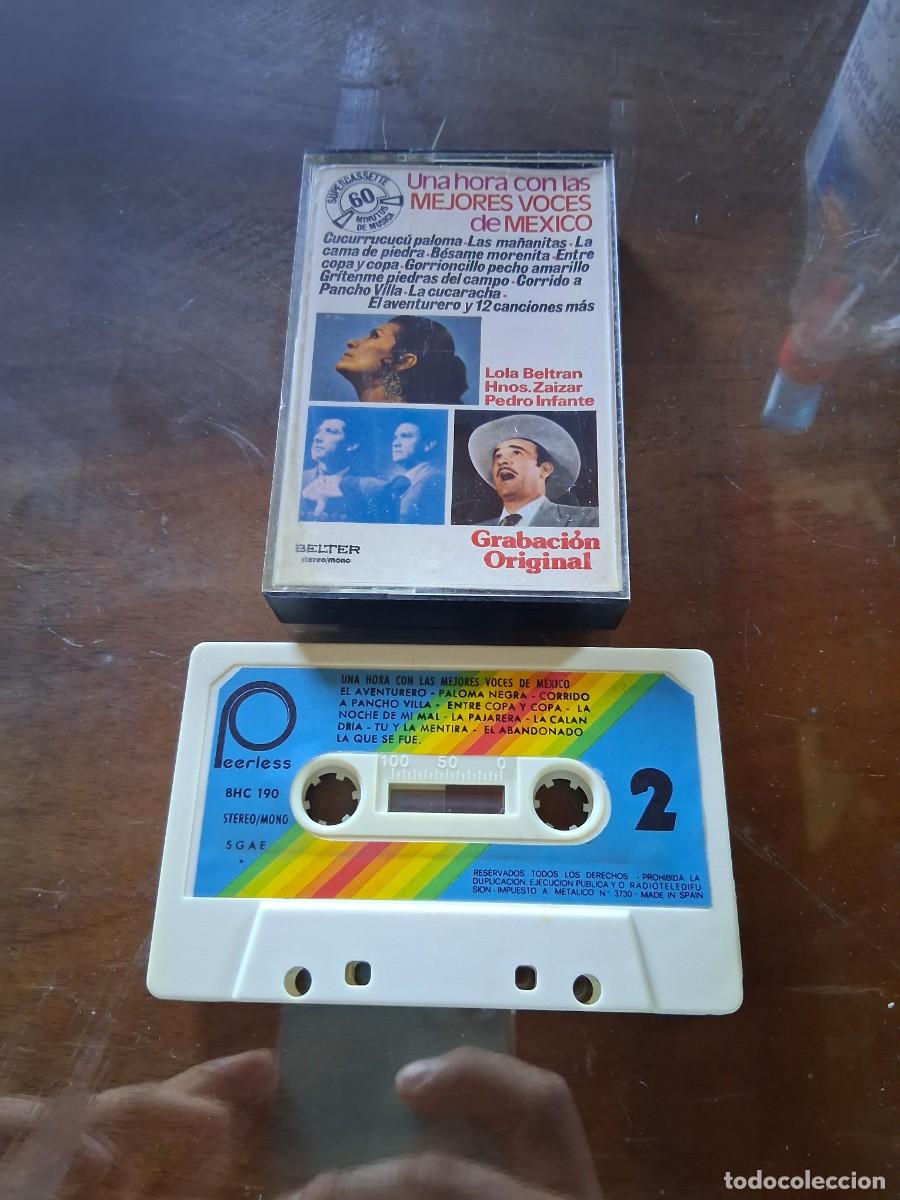 SUPERCASSETTE
60
MINUTOS
DE MUSICA
Una hora con las
MEJORES VOCES
de MEXICO
Cucurrucucú paloma-Las mañanitas-La
cama de piedra-Bésame morenita-Entre
copa y copa-Gorrioncillo pecho amarillo
Grítenme piedras del campo-Corrido a
Pancho Villa-La cucaracha-
El aventurero y 12 canciones más
Lola Beltran
Hnos. Zaizar
Pedro Infante
BELTER
stereo/mono
Grabación
Original
UNA HORA CON LAS MEJORES VOCES DE MEXICO
EL AVENTURERO - PALOMA NEGRA - CORRIDO
A PANCHO VILLA - ENTRE COPA Y COPA - LA
NOCHE DE MI MAL - LA PAJARERA - LA CALAN
DRIA - TU Y LA MENTIRA - EL ABANDONADO
LA QUE SE FUE.
Peerless
100 50 0
BHC 190
STEREO/MONO
SGAE
2
RESERVADOS TODOS LOS DERECHOS - PROHIBIDA LA
DUPLICACION, EJECUCION PUBLICA Y O RADIOTELEDIFU-
SION - IMPUESTO A METALICO Nº 3730 - MADE IN SPAIN
todocoleccion